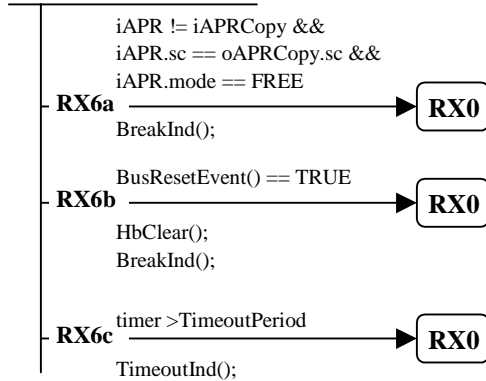 iAPR != iAPRCopy &&
iAPR.sc == oAPRCopy.sc &&
iAPR.mode == FREE
RX6a
RX0
BreakInd();
BusResetEvent() == TRUE
RX6b
RX0
HbClear();
BreakInd();
timer >TimeoutPeriod
RX6c
RX0
TimeoutInd();